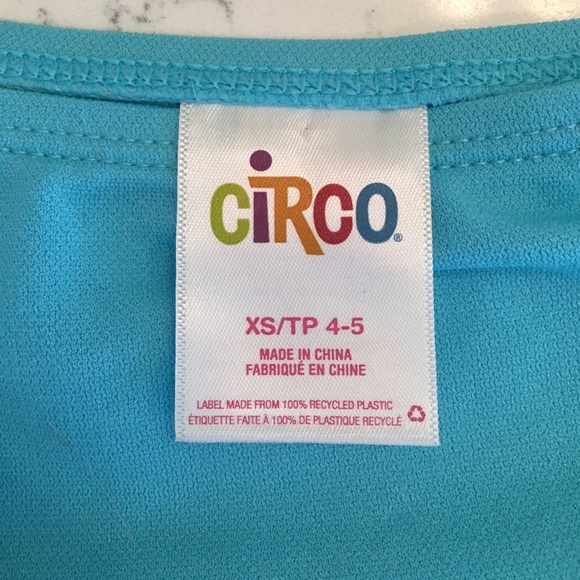 CiRCO®
XS/TP 4-5
MADE IN CHINA
FABRIQUÉ EN CHINE
LABEL MADE FROM 100% RECYCLED PLASTIC
ÉTIQUETTE FAITE À 100% DE PLASTIQUE RECYCLÉ